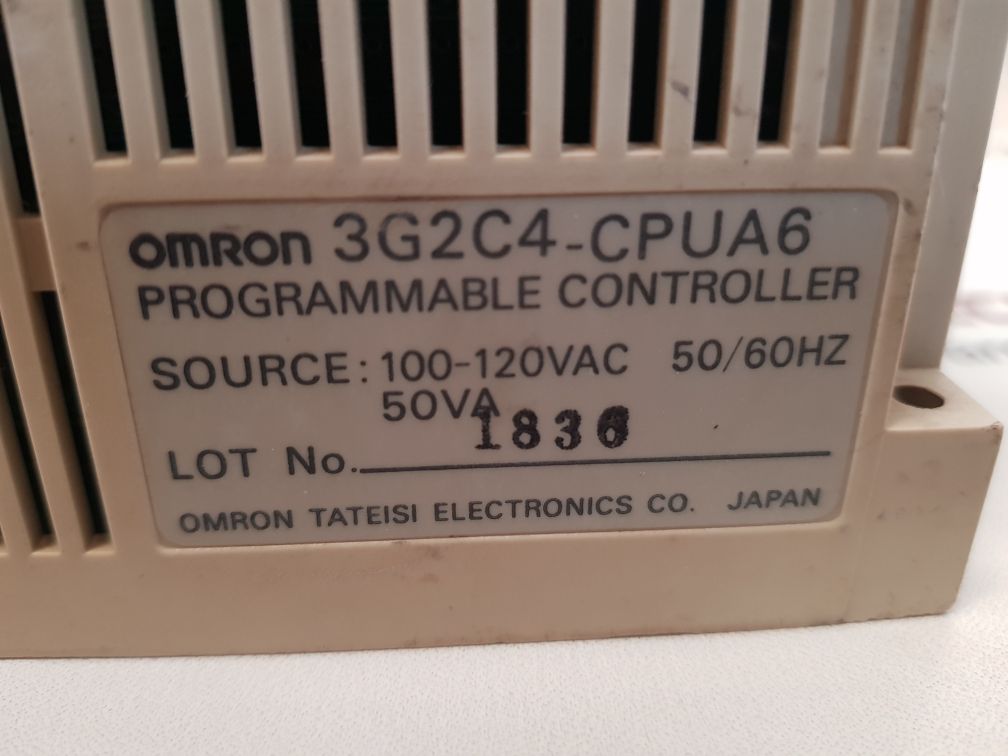 OMRON 3G2C4-CPUA6
PROGRAMMABLE CONTROLLER
SOURCE: 100-120VAC 50/60HZ
50VA
1836
LOT No.
OMRON TATEISI ELECTRONICS CO. JAPAN